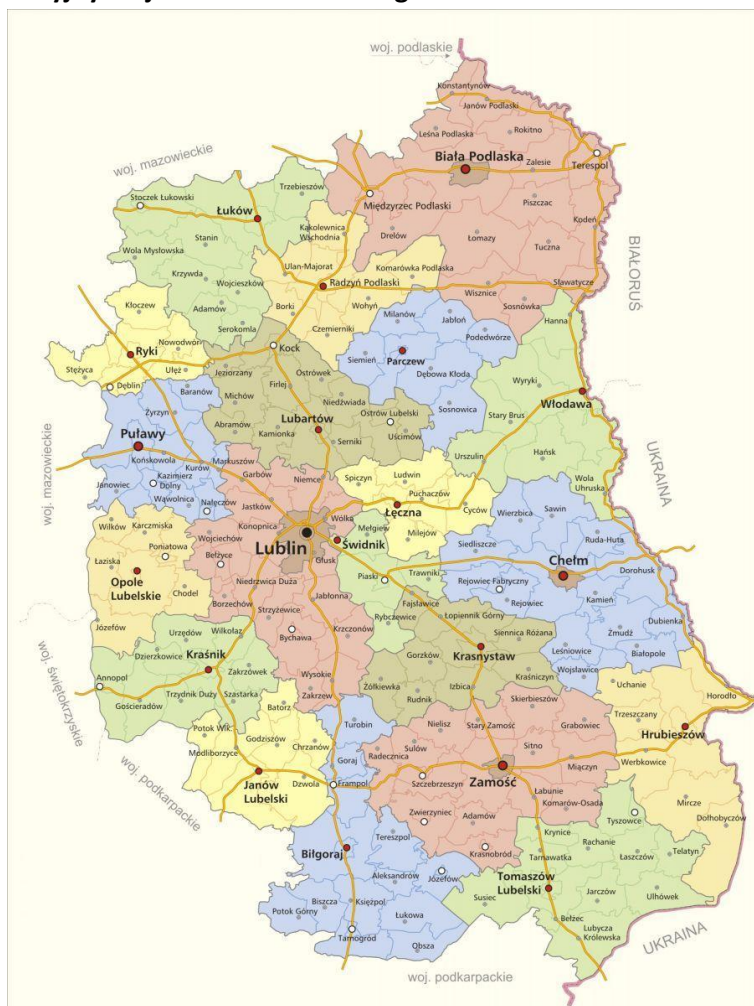 woj. podlaskie
Konstantynów
Janów Podlaski
Leśna Podlaska
Rokitno
Biała Podlaska
Zalesie
Terespol
woj. mazowieckie
Trzebieszów
Stoczek Łukowski
Łuków
Międzyrzec Podlaski
Piszczac
Kodeń
Kąkolewnica
Wschodnia
Drelów
Łomazy
Tuczna
Stanin
Wola Mysłowska
Ulan-Majorat
Komarówka Podlaska
BIAŁORUŚ
Krzywda
Wojcieszków
Radzyń Podlaski
Wisznice
Sławatycze
Kłoczew
Adamów
Borki
Wohyń
Milanów
Jabłoń
Sosnówka
Serokomla
Czemierniki
Podedwórze
Hanna
Nowodwór
Ryki
Kock
Siemień
Parczew
Stężyca
Ułęż
Jeziorzany
Ostrówek
Dębowa Kłoda
Wyryki
Dęblin
Baranów
Firlej
Michów
Niedźwiada
Włodawa
Żyrzyn
Lubartów
Ostrów Lubelski
Sosnowica
Stary Brus
Puławy
Abramów
Kamionka
Serniki
Uścimów
Końskowola
Kurów
Markuszów
Urszulin
Hańsk
woj. mazowieckie
Janowiec
Kazimierz
Dolny
Garbów
Niemce
Spiczyn
Ludwin
Wola
Uhruska
UKRAINA
Wąwolnica
Nałęczów
Jastków
Puchaczów
Łęczna
Cyców
Wierzbica
Sawin
Wilków
Karczmiska
Konopnica
Wólka
Mełgiew
Milejów
Wojciechów
Lublin
Świdnik
Siedliszcze
Ruda-Huta
Poniatowa
Łaziska
Bełżyce
Głusk
Trawniki
Chełm
Dorohusk
Opole
Lubelskie
Niedrzwica Duża
Piaski
Rejowiec Fabryczny
Chodel
Jabłonna
Kamień
Józefów
Borzechów
Strzyżewice
Rybczewice
Fajsławice
Rejowiec
Łopiennik Górny
Dubienka
Urzędów
Wilkołaz
Bychawa
Krzczonów
Siennica Różana
Żmudź
Dzierzkowice
Gorzków
Krasnystaw
Leśniowice
Białopole
woj. świętokrzyskie
Annopol
Kraśnik
Zakrzówek
Wysokie
Kraśniczyn
Wojsławice
Gościeradów
Trzydnik Duży
Szastarka
Zakrzew
Żółkiewka
Rudnik
Izbica
Uchanie
Batorz
Skierbieszów
Horodło
Potok Wlk.
Godziszów
Turobin
Nielisz
Stary Zamość
Grabowiec
Trzeszczany
Modliborzyce
Chrzanów
Goraj
Sułów
Radecznica
Sitno
Hrubieszów
woj. podkarpackie
Janów
Lubelski
Dzwola
Frampol
Szczebrzeszyn
Zamość
Miączyn
Werbkowice
Łabunie
Zwierzyniec
Adamów
Komarów-Osada
Mircze
Tyszowce
Dołhobyczów
Tereszpol
Krynice
Biłgoraj
Krasnobród
Tarnawatka
Rachanie
Łaszczów
Telatyn
Aleksandrów
Józefów
Tomaszów
Lubelski
Biszcza
Księżpol
Susiec
Jarczów
Ulhówek
Potok Górny
Łukowa
Bełżec
Tarnogród
Obsza
Lubycza
Królewska
UKRAINA
woj. podkarpackie